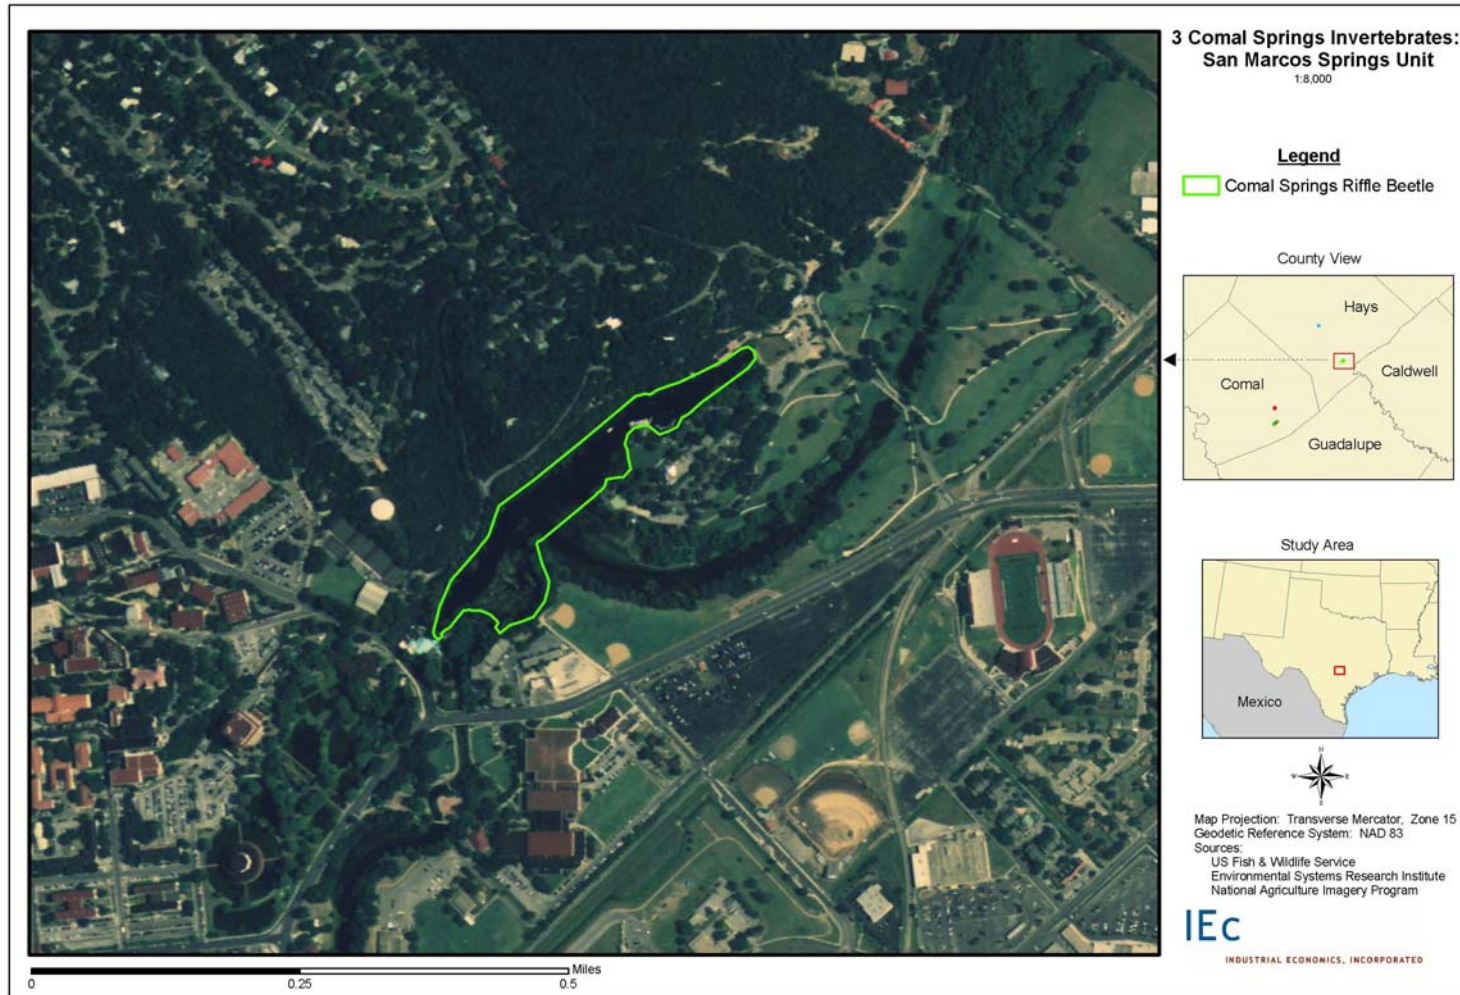 3 Comal Springs Invertebrates:
San Marcos Springs Unit
1:8,000
Legend
Comal Springs Riffle Beetle
County View
Hays
Comal
Caldwell
Guadalupe
Study Area
Mexico
N
W
E
S
Map Projection: Transverse Mercator, Zone 15
Geodetic Reference System: NAD 83
Sources:
US Fish & Wildlife Service
Environmental Systems Research Institute
National Agriculture Imagery Program
IEc
INDUSTRIAL ECONOMICS, INCORPORATED
Miles
0
0.25
0.5